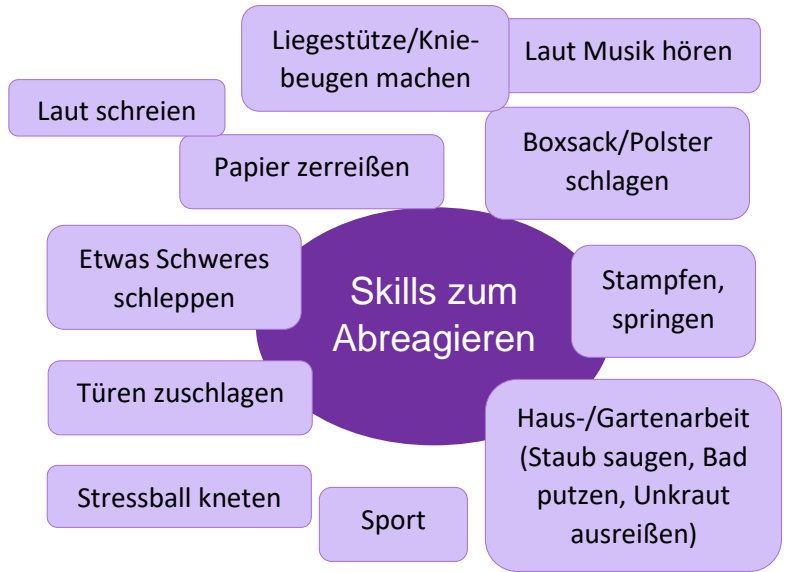 Liegestütze/Knie-
beugen machen
Laut Musik hören
Laut schreien
Papier zerreißen
Boxsack/Polster
schlagen
Etwas Schweres
schleppen
Skills zum
Abreagieren
Stampfen,
springen
Türen zuschlagen
Haus-/Gartenarbeit
(Staub saugen, Bad
putzen, Unkraut
ausreißen)
Stressball kneten
Sport